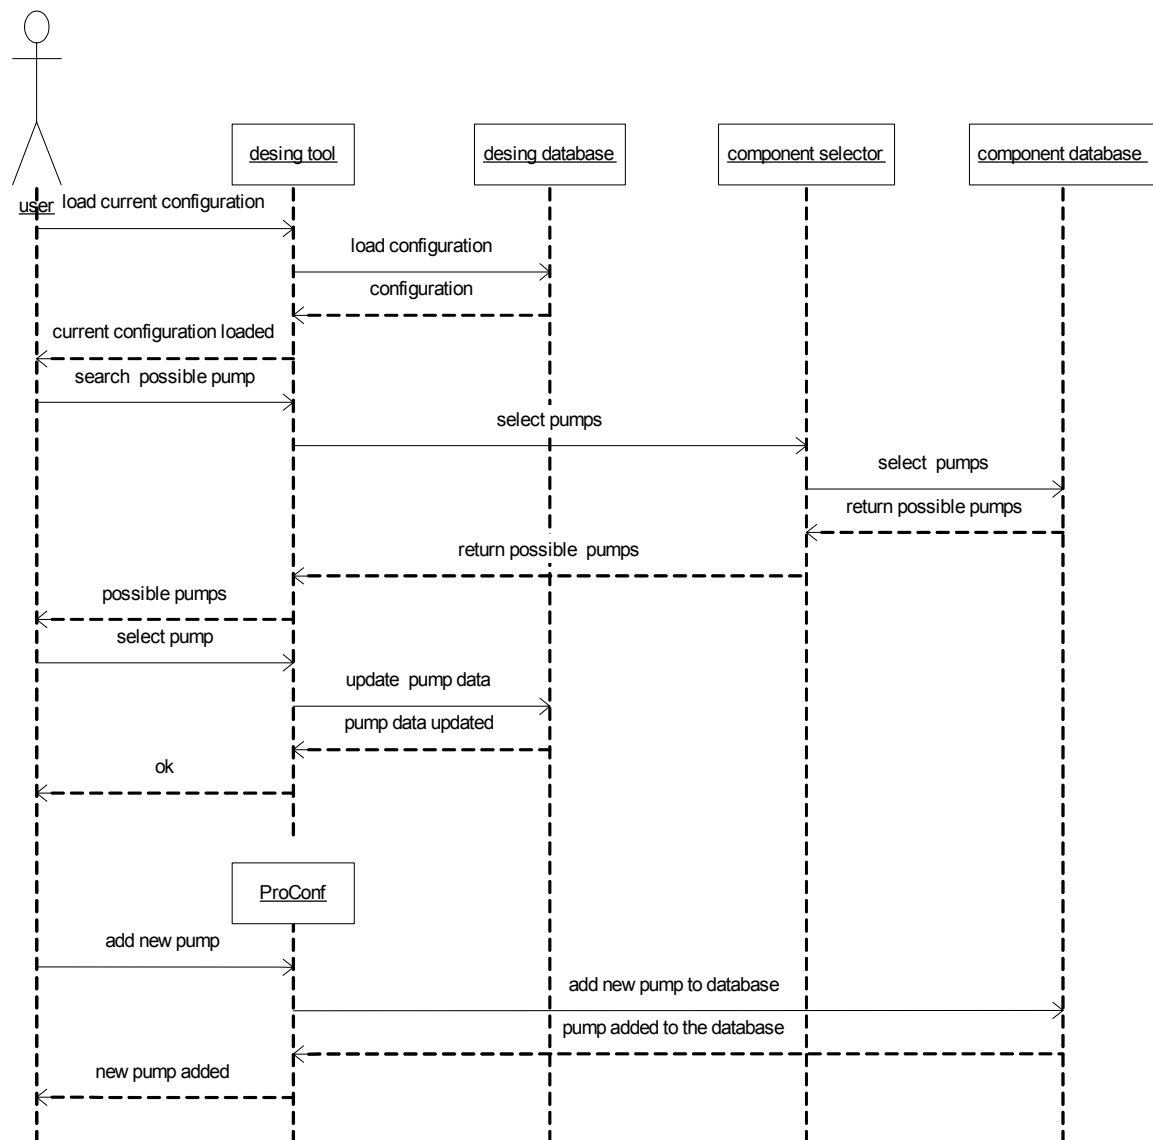 desing tool
desing database
component selector
component database
user
load current configuration
load configuration
configuration
current configuration loaded
search possible pump
select pumps
select pumps
return possible pumps
return possible pumps
possible pumps
select pump
update pump data
pump data updated
ok
ProConf
add new pump
add new pump to database
pump added to the database
new pump added